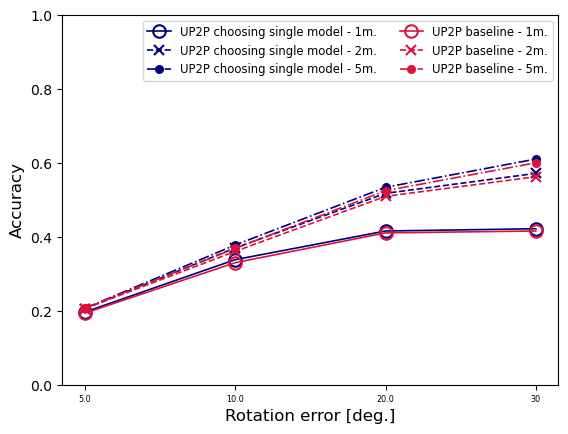 1.0
0.8
0.6
0.4
0.2
0.0
Accuracy
UP2P choosing single model - 1m.
UP2P choosing single model - 2m.
UP2P choosing single model - 5m.
UP2P baseline - 1m.
UP2P baseline - 2m.
UP2P baseline - 5m.
5.0 10.0 20.0 30
Rotation error [deg.]